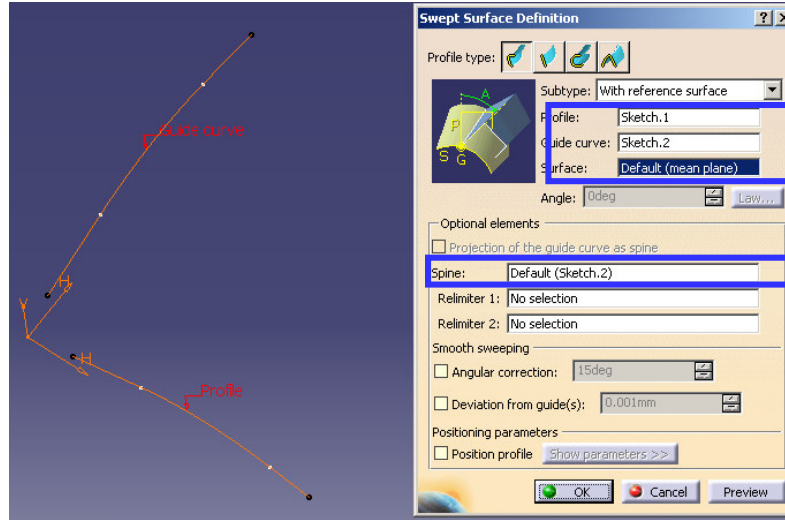 Swept Surface Definition
Profile type:
Subtype: With reference surface
Profile: Sketch.1
Guide curve: Sketch.2
Surface: Default (mean plane)
Angle: 0deg Law...
Optional elements
Projection of the guide curve as spine
Spine: Default (Sketch.2)
Relimiter 1: No selection
Relimiter 2: No selection
Smooth sweeping
Angular correction: 15deg
Deviation from guide(s): 0.001mm
Positioning parameters
Position profile Show parameters >>
OK Cancel Preview
A
P
S G
Guide curve
H
V
H
Profile